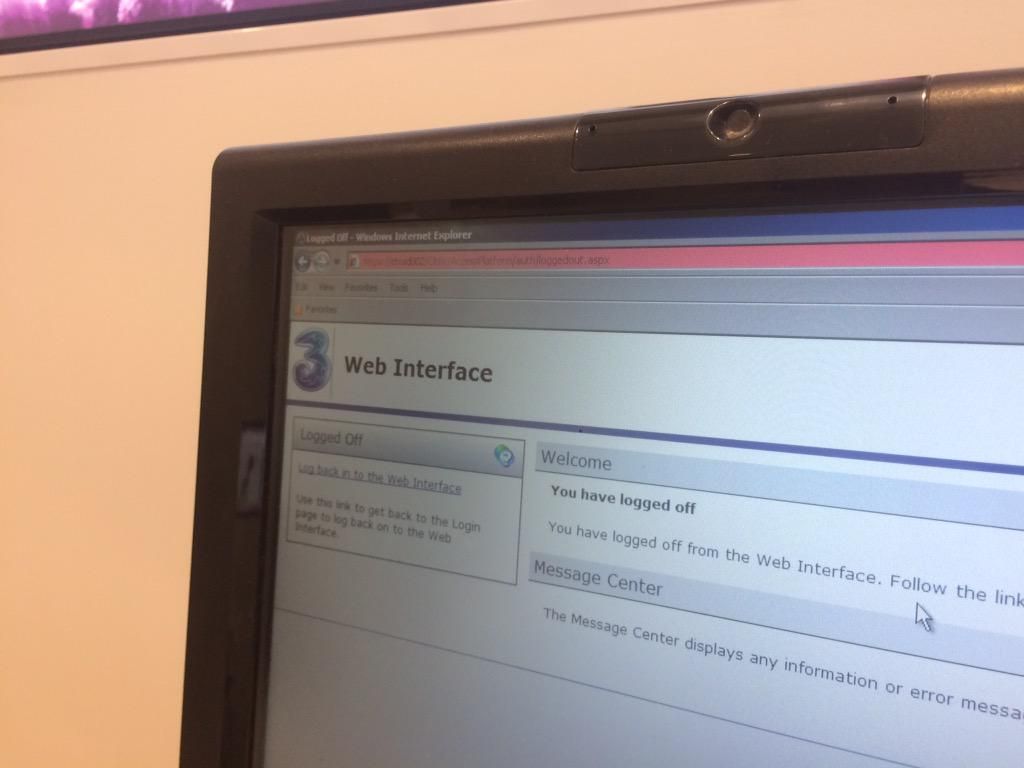 Logged Off - Windows Internet Explorer
/auth/loggedout.aspx
Edit View Favorites Tools Help
Favorites
3 Web Interface
Logged Off
Log back in to the Web Interface
Use this link to get back to the Login
page to log back on to the Web
Interface.
Welcome
You have logged off
You have logged off from the Web Interface. Follow the link
Message Center
The Message Center displays any information or error messa